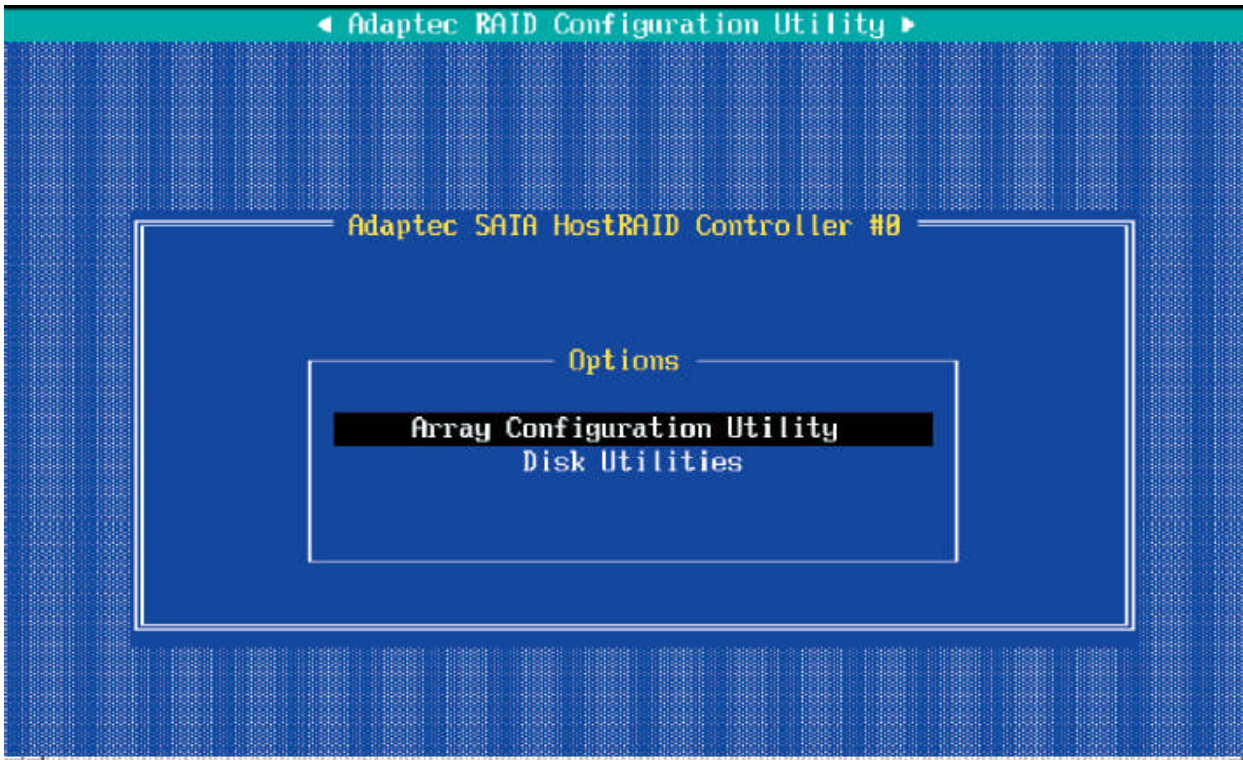 Adaptec RAID Configuration Utility
Adaptec SATA HostRAID Controller #0
Options
Array Configuration Utility
Disk Utilities